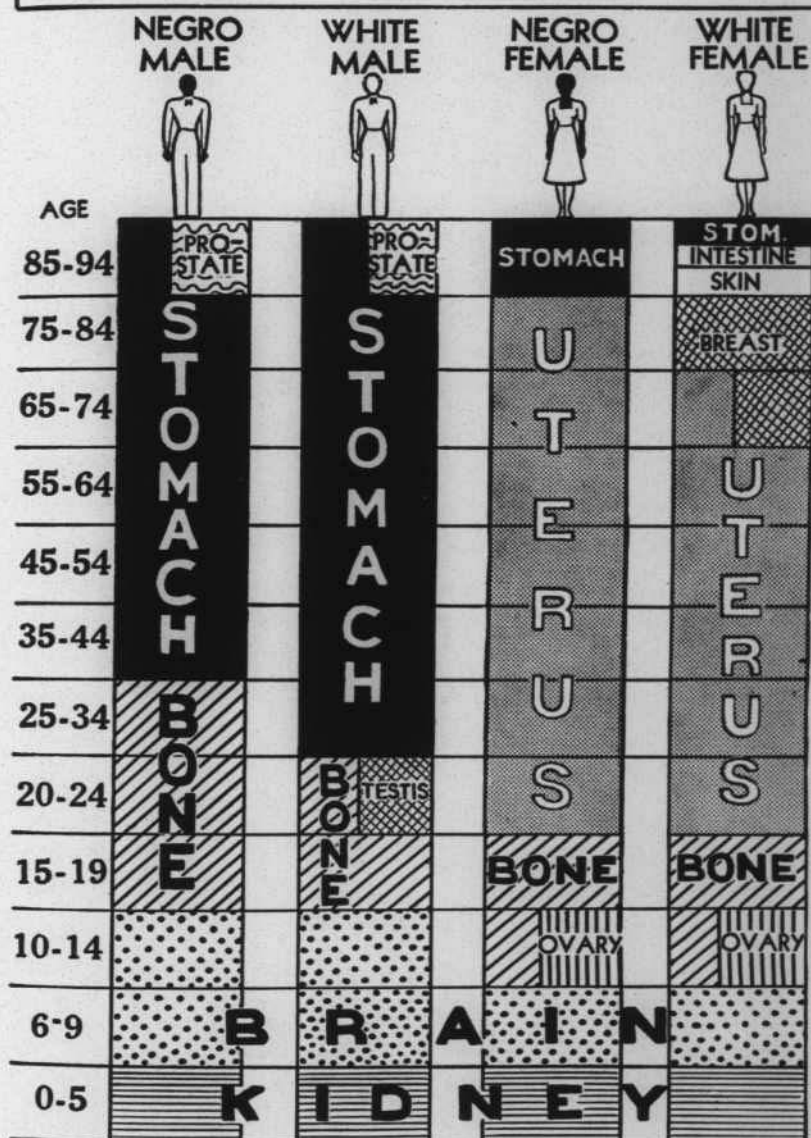 NEGRO MALE
WHITE MALE
NEGRO FEMALE
WHITE FEMALE
AGE
85-94
75-84
65-74
55-64
45-54
35-44
25-34
20-24
15-19
10-14
6-9
0-5
PRO-
STATE
STOMACH
BONE
PRO-
STATE
STOMACH
BONE
TESTIS
STOMACH
UTERUS
BONE
OVARY
STOM.
INTESTINE
SKIN
BREAST
UTERUS
BONE
OVARY
BRAIN
KIDNEY